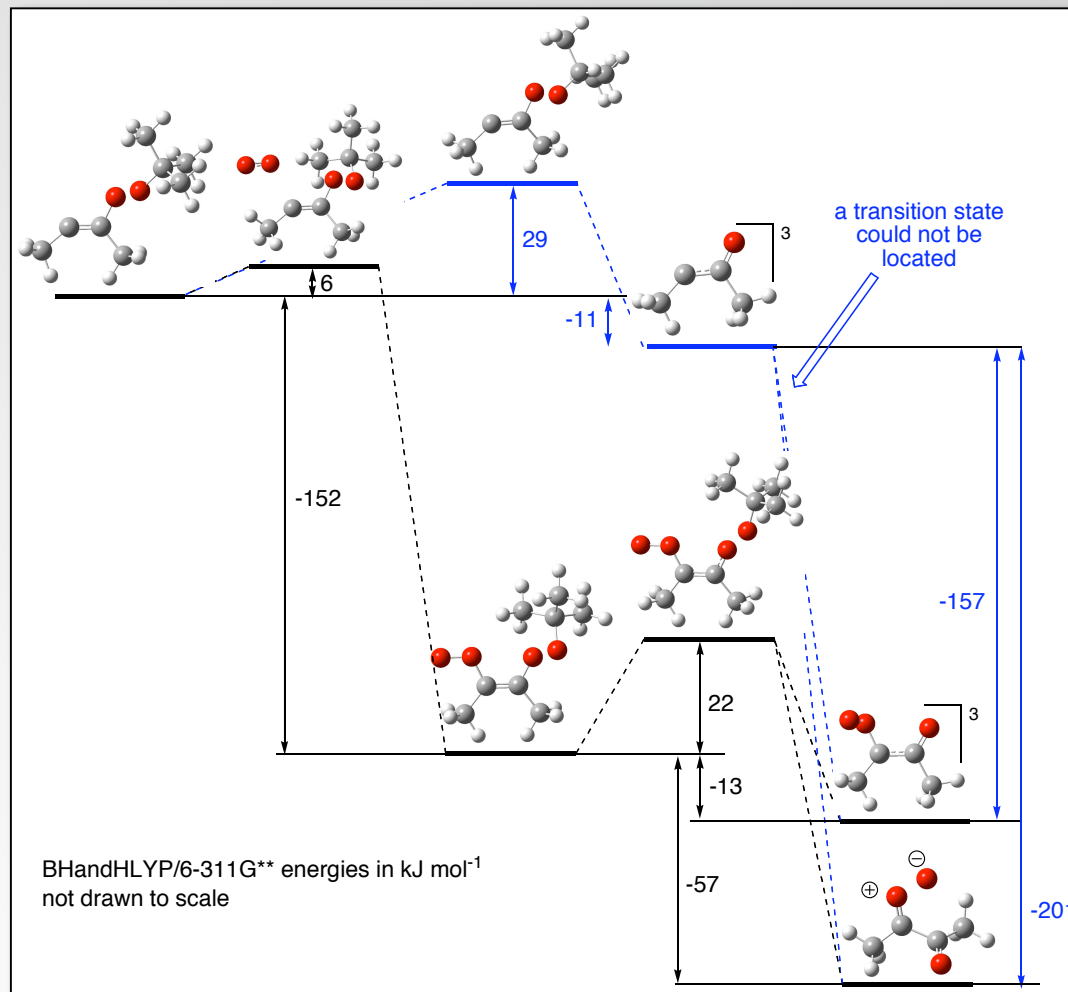 3
a transition state
could not be
located
29
6
-11
-152
-157
3
22
-13
⊖
⊕
-57
BHandHLYP/6-311G** energies in kJ mol⁻¹
not drawn to scale